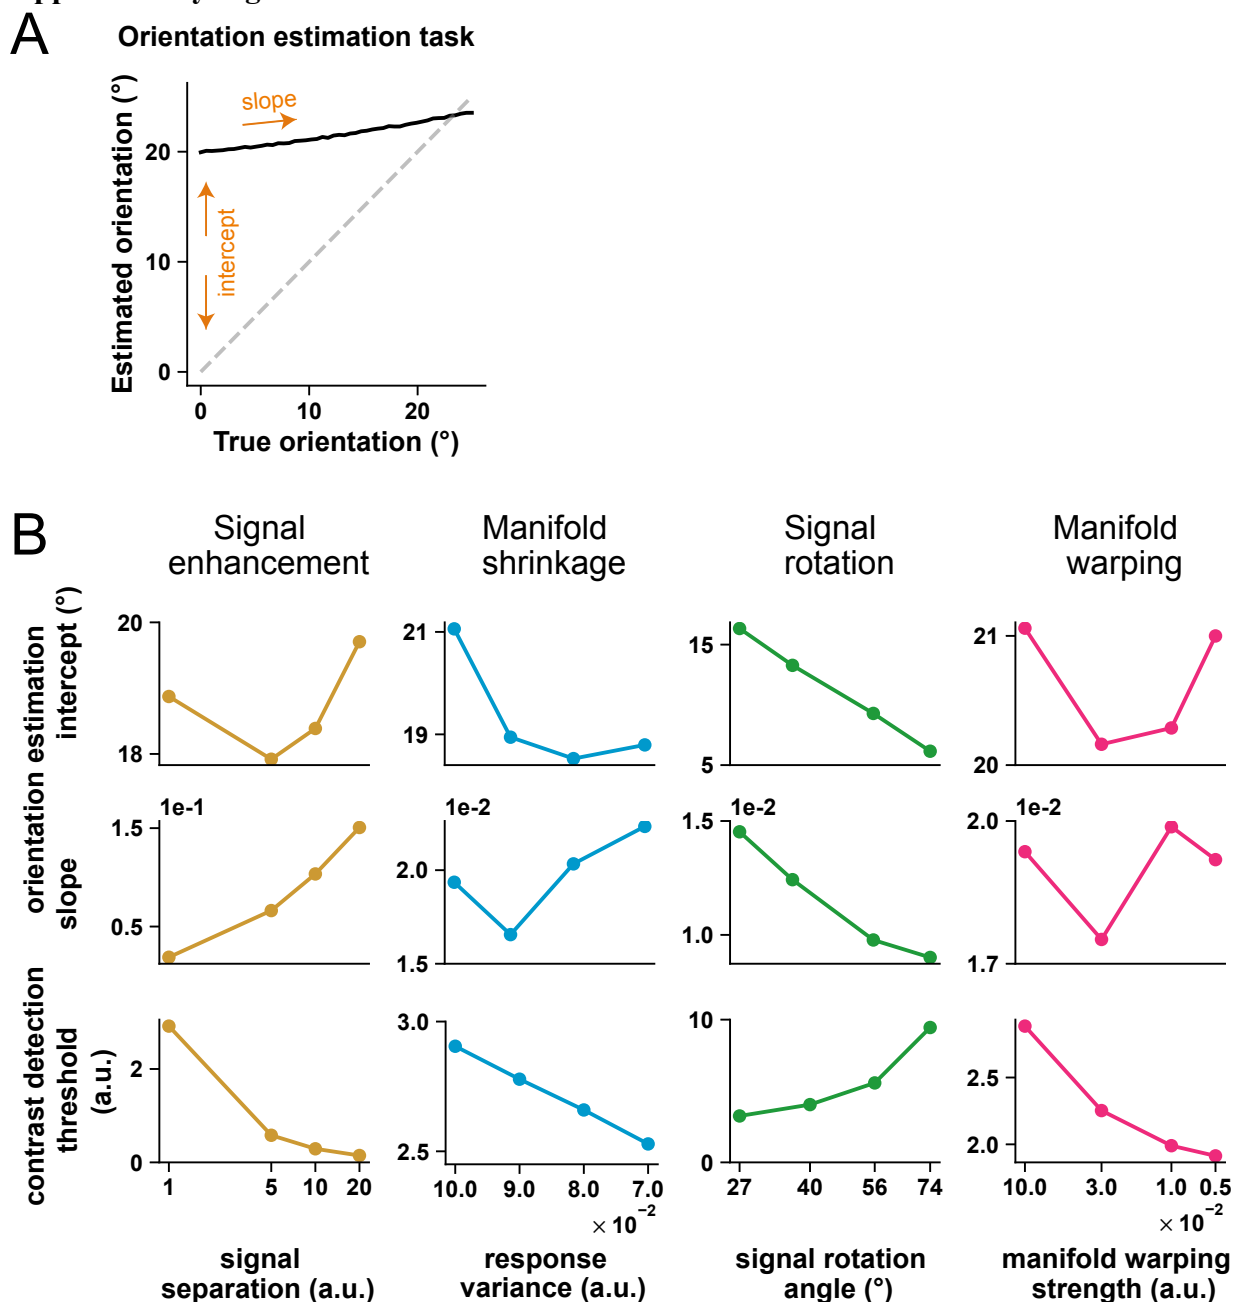 A
Orientation estimation task
Estimated orientation (°)
slope
intercept
20
10
0
0 10 20
True orientation (°)
B
Signal
enhancement
Manifold
shrinkage
Signal
rotation
Manifold
warping
orientation estimation
intercept (°)
20
18
21
19
15
5
21
20
slope
1e-1
1.5
0.5
1e-2
2.0
1.5
1e-2
1.5
1.0
1e-2
2.0
1.7
contrast detection
threshold
(a.u.)
2
0
3.0
2.5
10
0
2.5
2.0
1 5 10 20
10.0 9.0 8.0 7.0
× 10−2
27 40 56 74
10.0 3.0 1.0 0.5
× 10−2
signal
separation (a.u.)
response
variance (a.u.)
signal rotation
angle (°)
manifold warping
strength (a.u.)